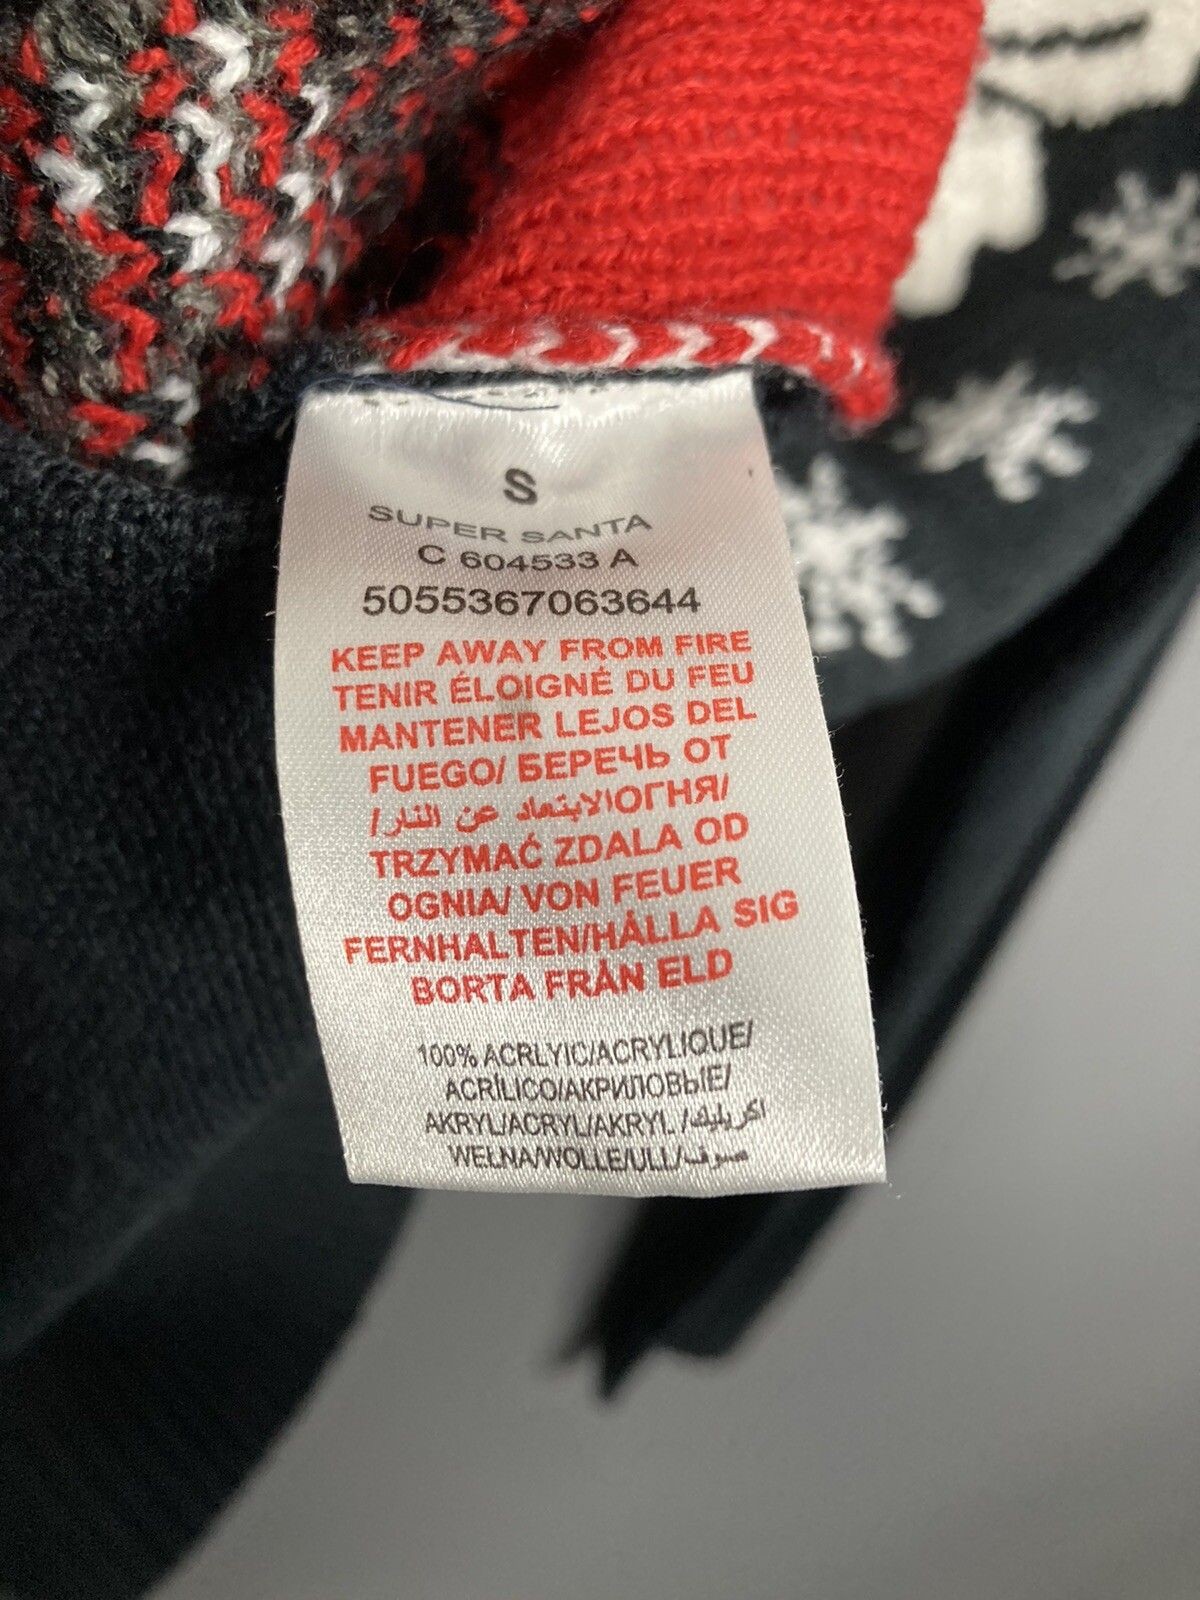 S
SUPER SANTA
C 604533 A
5055367063644
KEEP AWAY FROM FIRE
TENIR ÉLOIGNÉ DU FEU
MANTENER LEJOS DEL
FUEGO/ БЕРЕЧЬ ОТ
ОГНЯ/الابتعاد عن النار/
TRZYMAĆ ZDALA OD
OGNIA/ VON FEUER
FERNHALTEN/HÅLLA SIG
BORTA FRÅN ELD
100% ACRLYIC/ACRYLIQUE/
ACRÍLICO/АКРИЛОВЫЕ/
AKRYL/ACRYL/AKRYL /اكريليك
WEŁNA/WOLLE/ULL/صوف